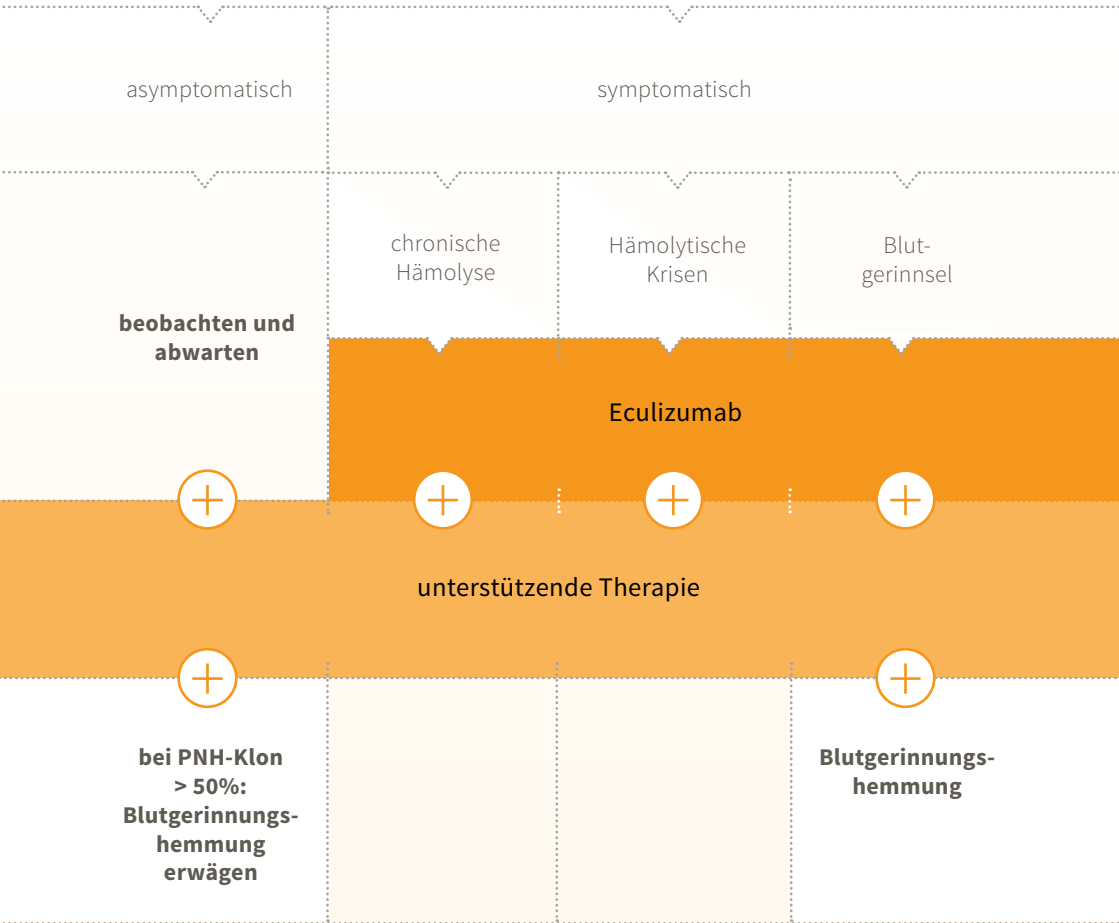 asymptomatisch
symptomatisch
chronische
Hämolyse
Hämolytische
Krisen
Blut-
gerinnsel
beobachten und
abwarten
Eculizumab
unterstützende Therapie
bei PNH-Klon
> 50%:
Blutgerinnungs-
hemmung
erwägen
Blutgerinnungs-
hemmung